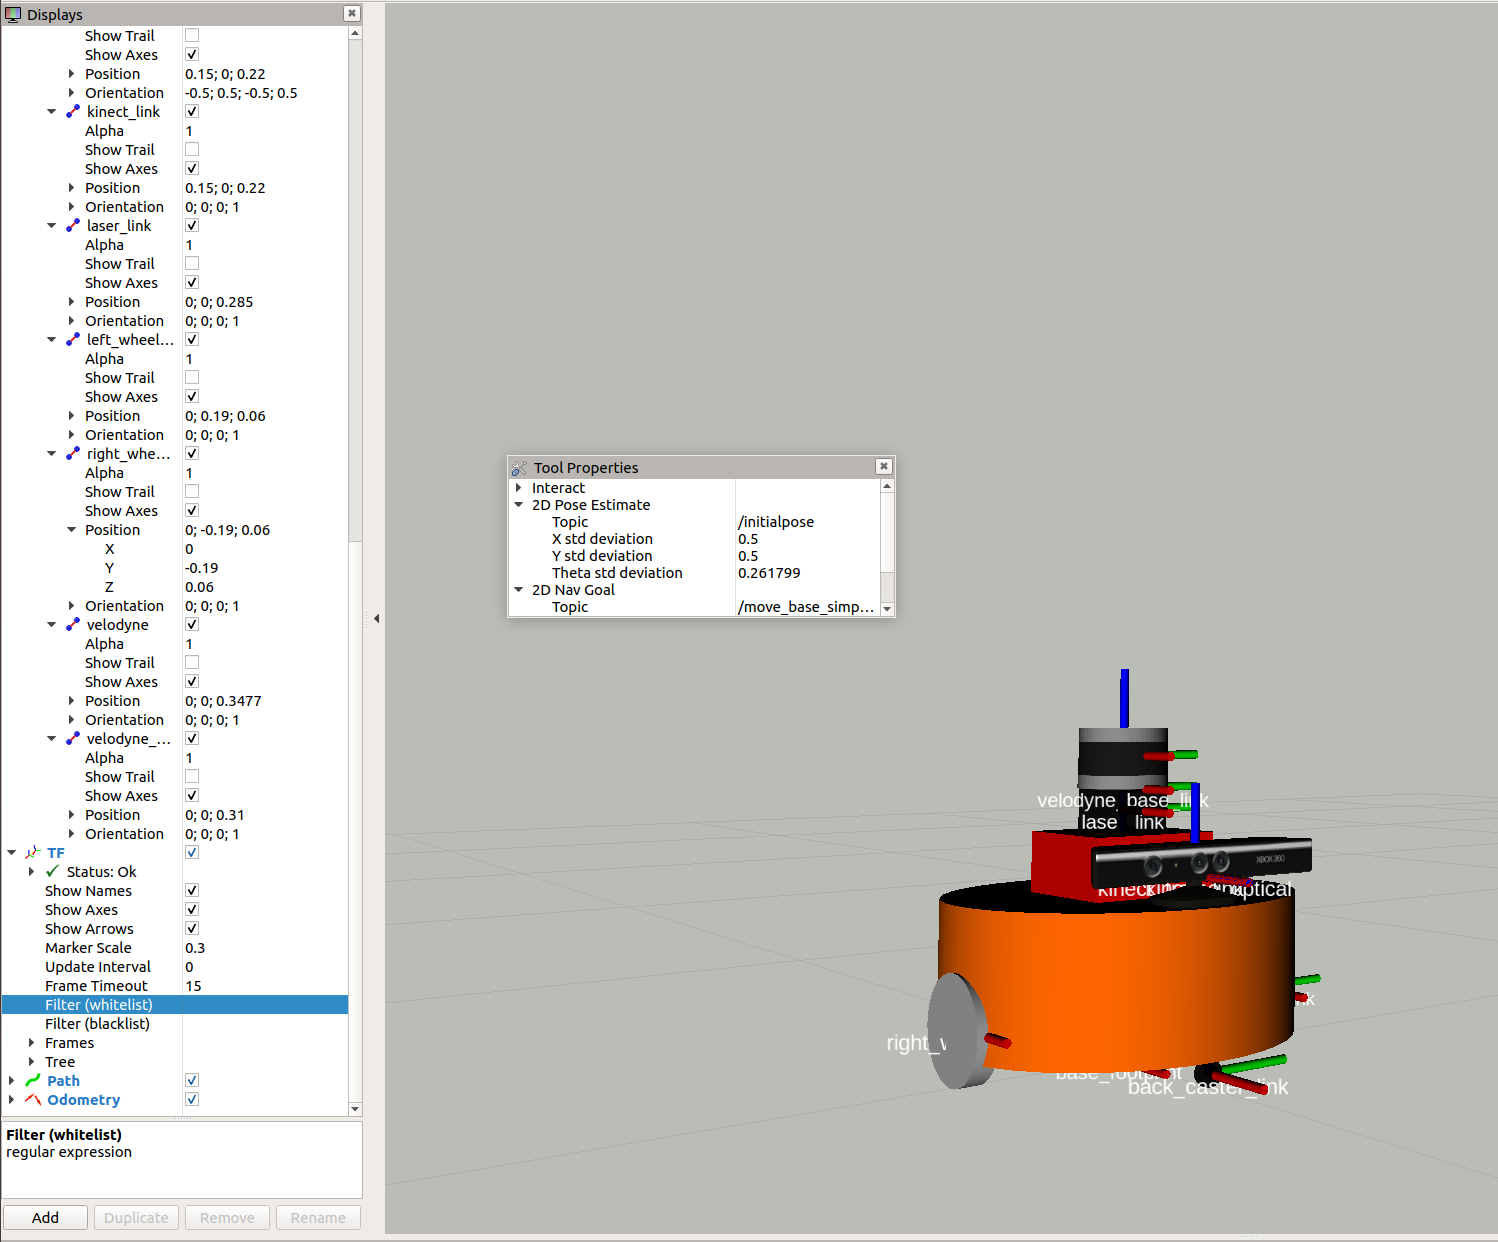 Displays
Show Trail
Show Axes
Position 0.15; 0; 0.22
Orientation -0.5; 0.5; -0.5; 0.5
kinect_link
Alpha 1
Show Trail
Show Axes
Position 0.15; 0; 0.22
Orientation 0; 0; 0; 1
laser_link
Alpha 1
Show Trail
Show Axes
Position 0; 0; 0.285
Orientation 0; 0; 0; 1
left_wheel...
Alpha 1
Show Trail
Show Axes
Position 0; 0.19; 0.06
Orientation 0; 0; 0; 1
right_whe...
Alpha 1
Show Trail
Show Axes
Position 0; -0.19; 0.06
X 0
Y -0.19
Z 0.06
Orientation 0; 0; 0; 1
velodyne
Alpha 1
Show Trail
Show Axes
Position 0; 0; 0.3477
Orientation 0; 0; 0; 1
velodyne_...
Alpha 1
Show Trail
Show Axes
Position 0; 0; 0.31
Orientation 0; 0; 0; 1
TF
Status: Ok
Show Names
Show Axes
Show Arrows
Marker Scale 0.3
Update Interval 0
Frame Timeout 15
Filter (whitelist)
Filter (blacklist)
Frames
Tree
Path
Odometry
Filter (whitelist)
regular expression
Add Duplicate Remove Rename
Tool Properties
Interact
2D Pose Estimate
Topic /initialpose
X std deviation 0.5
Y std deviation 0.5
Theta std deviation 0.261799
2D Nav Goal
Topic /move_base_simp...
velodyne base link
lase link
XBOX 360
optical
right_
base_footprint
back_caster_link